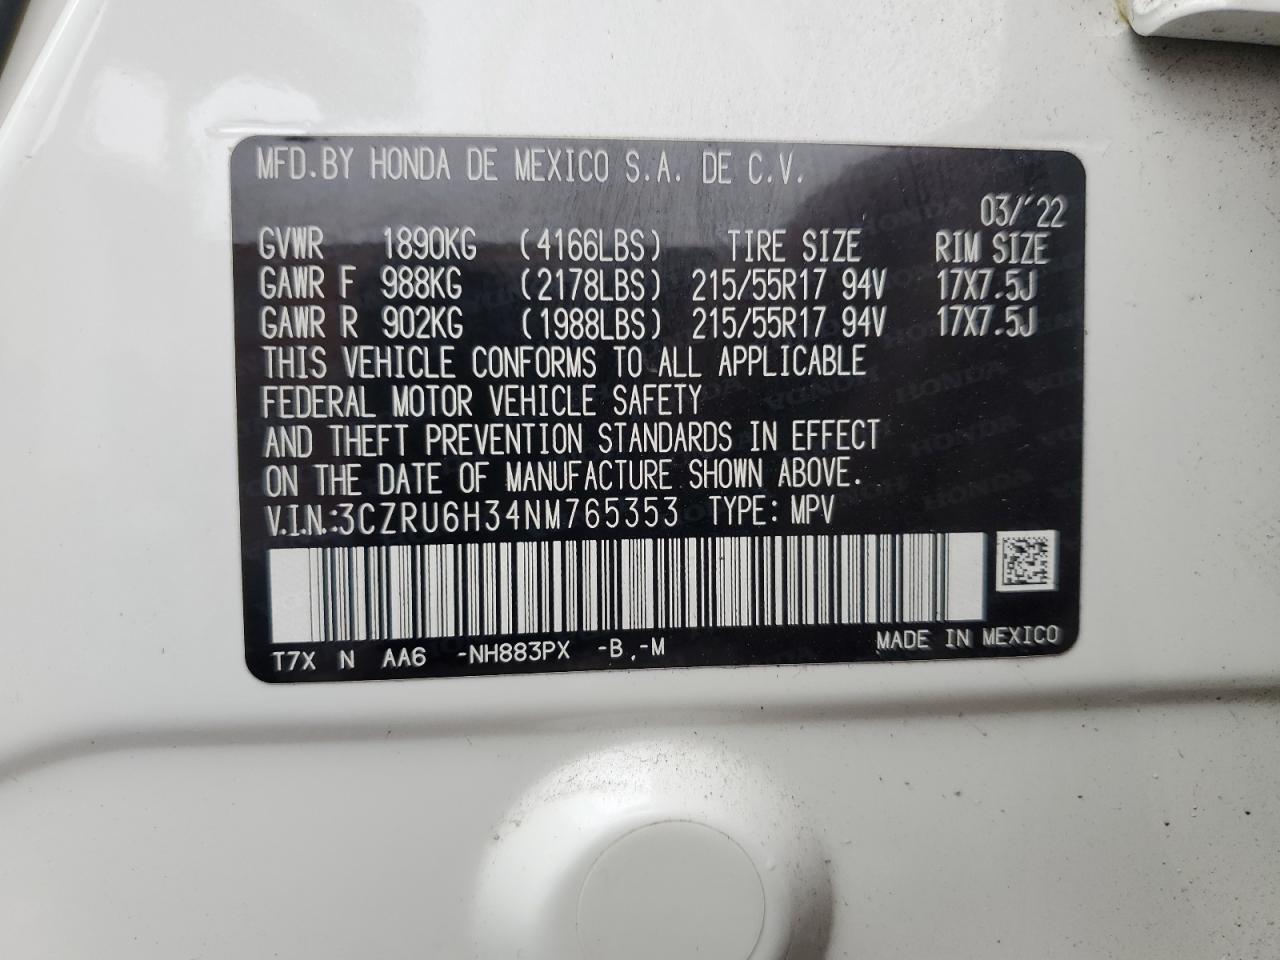 MFD.BY HONDA DE MEXICO S.A. DE C.V.
03/'22
GVWR 1890KG (4166LBS) TIRE SIZE RIM SIZE
GAWR F 988KG (2178LBS) 215/55R17 94V 17X7.5J
GAWR R 902KG (1988LBS) 215/55R17 94V 17X7.5J
THIS VEHICLE CONFORMS TO ALL APPLICABLE
FEDERAL MOTOR VEHICLE SAFETY
AND THEFT PREVENTION STANDARDS IN EFFECT
ON THE DATE OF MANUFACTURE SHOWN ABOVE.
V.I.N.:3CZRU6H34NM765353 TYPE: MPV
T7X N AA6 -NH883PX -B .-M MADE IN MEXICO